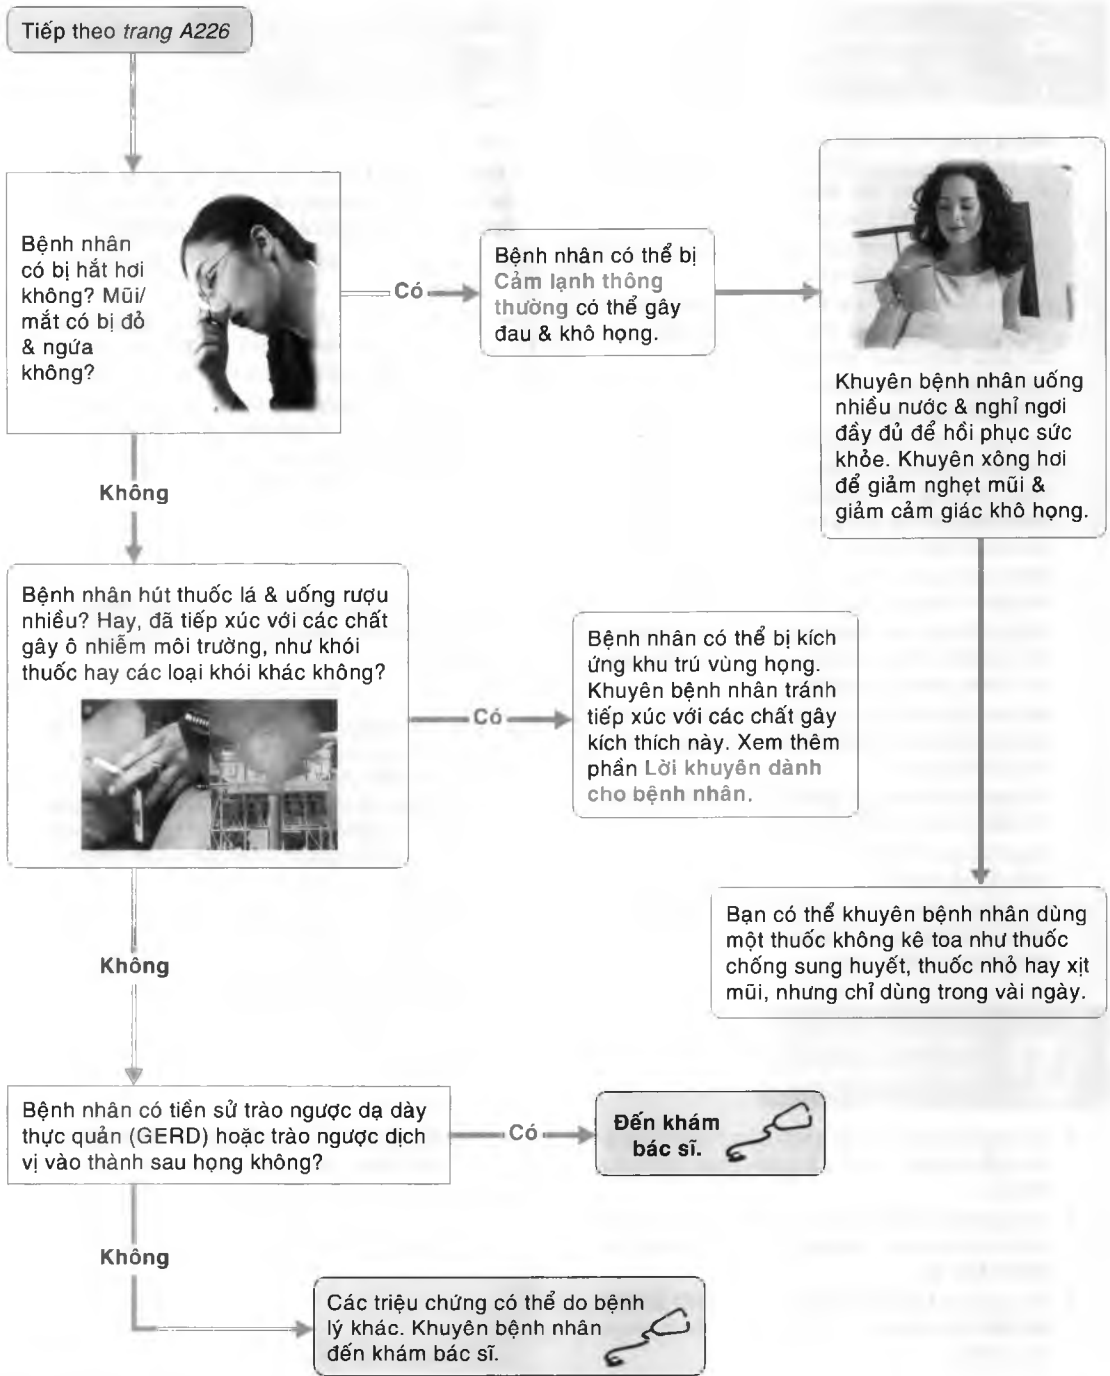 Tiếp theo trang A226
Bệnh nhân
có bị hắt hơi
không? Mũi/
mắt có bị đỏ
& ngứa
không?
Có
Bệnh nhân có thể bị
Cảm lạnh thông
thường có thể gây
đau & khô họng.
Khuyên bệnh nhân uống
nhiều nước & nghỉ ngơi
đầy đủ để hồi phục sức
khỏe. Khuyên xông hơi
để giảm nghẹt mũi &
giảm cảm giác khô họng.
Không
Bệnh nhân hút thuốc lá & uống rượu
nhiều? Hay, đã tiếp xúc với các chất
gây ô nhiễm môi trường, như khói
thuốc hay các loại khói khác không?
Có
Bệnh nhân có thể bị kích
ứng khu trú vùng họng.
Khuyên bệnh nhân tránh
tiếp xúc với các chất gây
kích thích này. Xem thêm
phần Lời khuyên dành
cho bệnh nhân.
Bạn có thể khuyên bệnh nhân dùng
một thuốc không kê toa như thuốc
chống sung huyết, thuốc nhỏ hay xịt
mũi, nhưng chỉ dùng trong vài ngày.
Không
Bệnh nhân có tiền sử trào ngược dạ dày
thực quản (GERD) hoặc trào ngược dịch
vị vào thành sau họng không?
Có
Đến khám
bác sĩ.
Không
Các triệu chứng có thể do bệnh
lý khác. Khuyên bệnh nhân
đến khám bác sĩ.